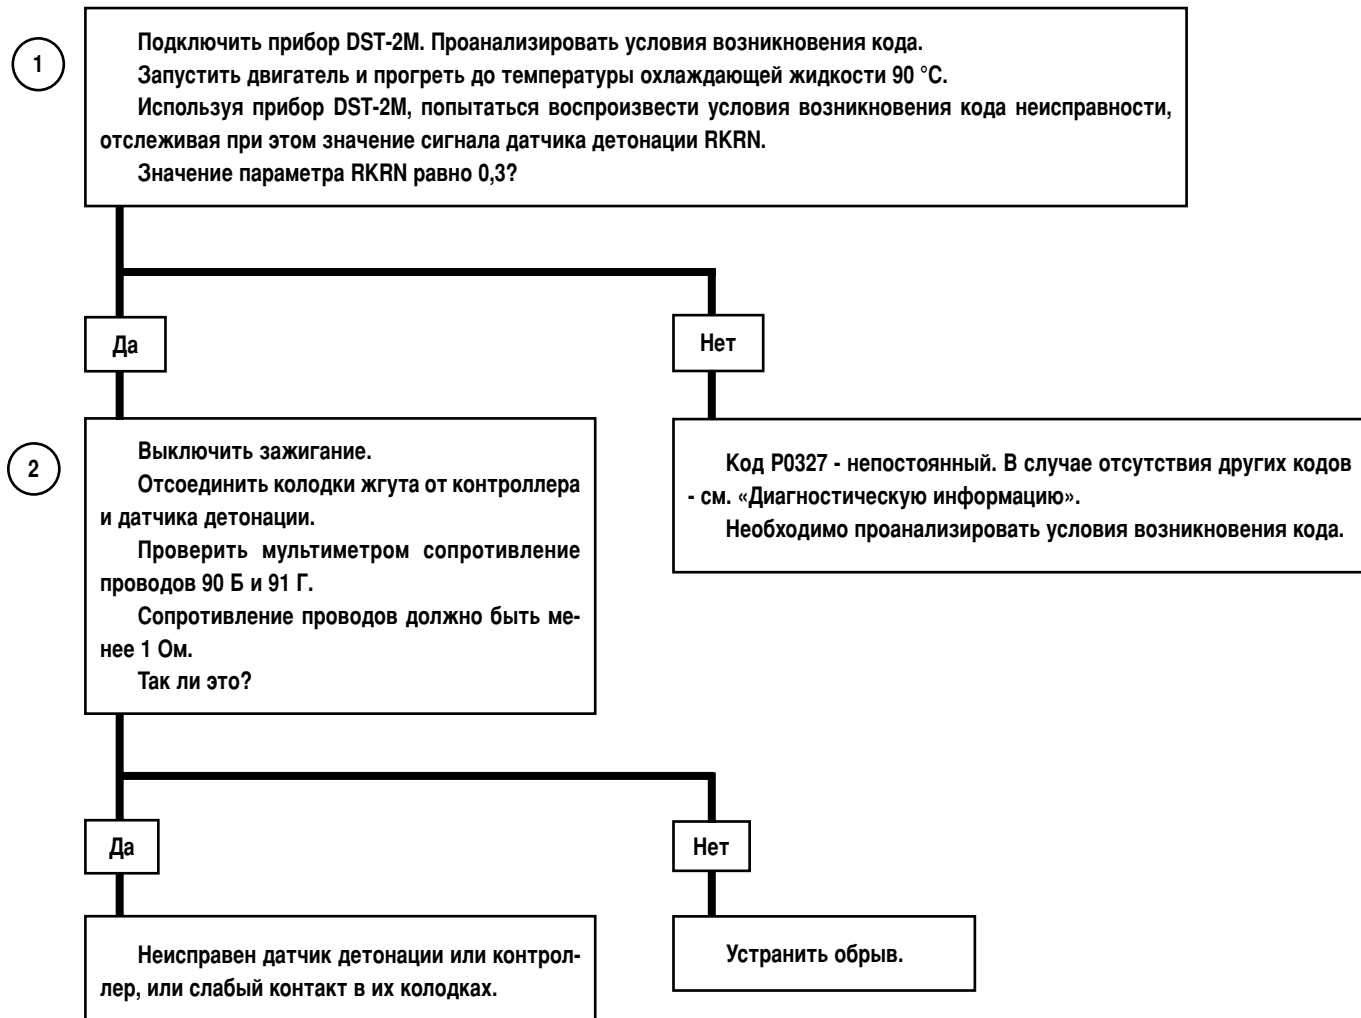 1
Подключить прибор DST-2M. Проанализировать условия возникновения кода.
Запустить двигатель и прогреть до температуры охлаждающей жидкости 90 °С.
Используя прибор DST-2M, попытаться воспроизвести условия возникновения кода неисправности,
отслеживая при этом значение сигнала датчика детонации RKRN.
Значение параметра RKRN равно 0,3?
Да
Нет
2
Выключить зажигание.
Отсоединить колодки жгута от контроллера
и датчика детонации.
Проверить мультиметром сопротивление
проводов 90 Б и 91 Г.
Сопротивление проводов должно быть ме-
нее 1 Ом.
Так ли это?
Код Р0327 - непостоянный. В случае отсутствия других кодов
- см. «Диагностическую информацию».
Необходимо проанализировать условия возникновения кода.
Да
Нет
Неисправен датчик детонации или контрол-
лер, или слабый контакт в их колодках.
Устранить обрыв.